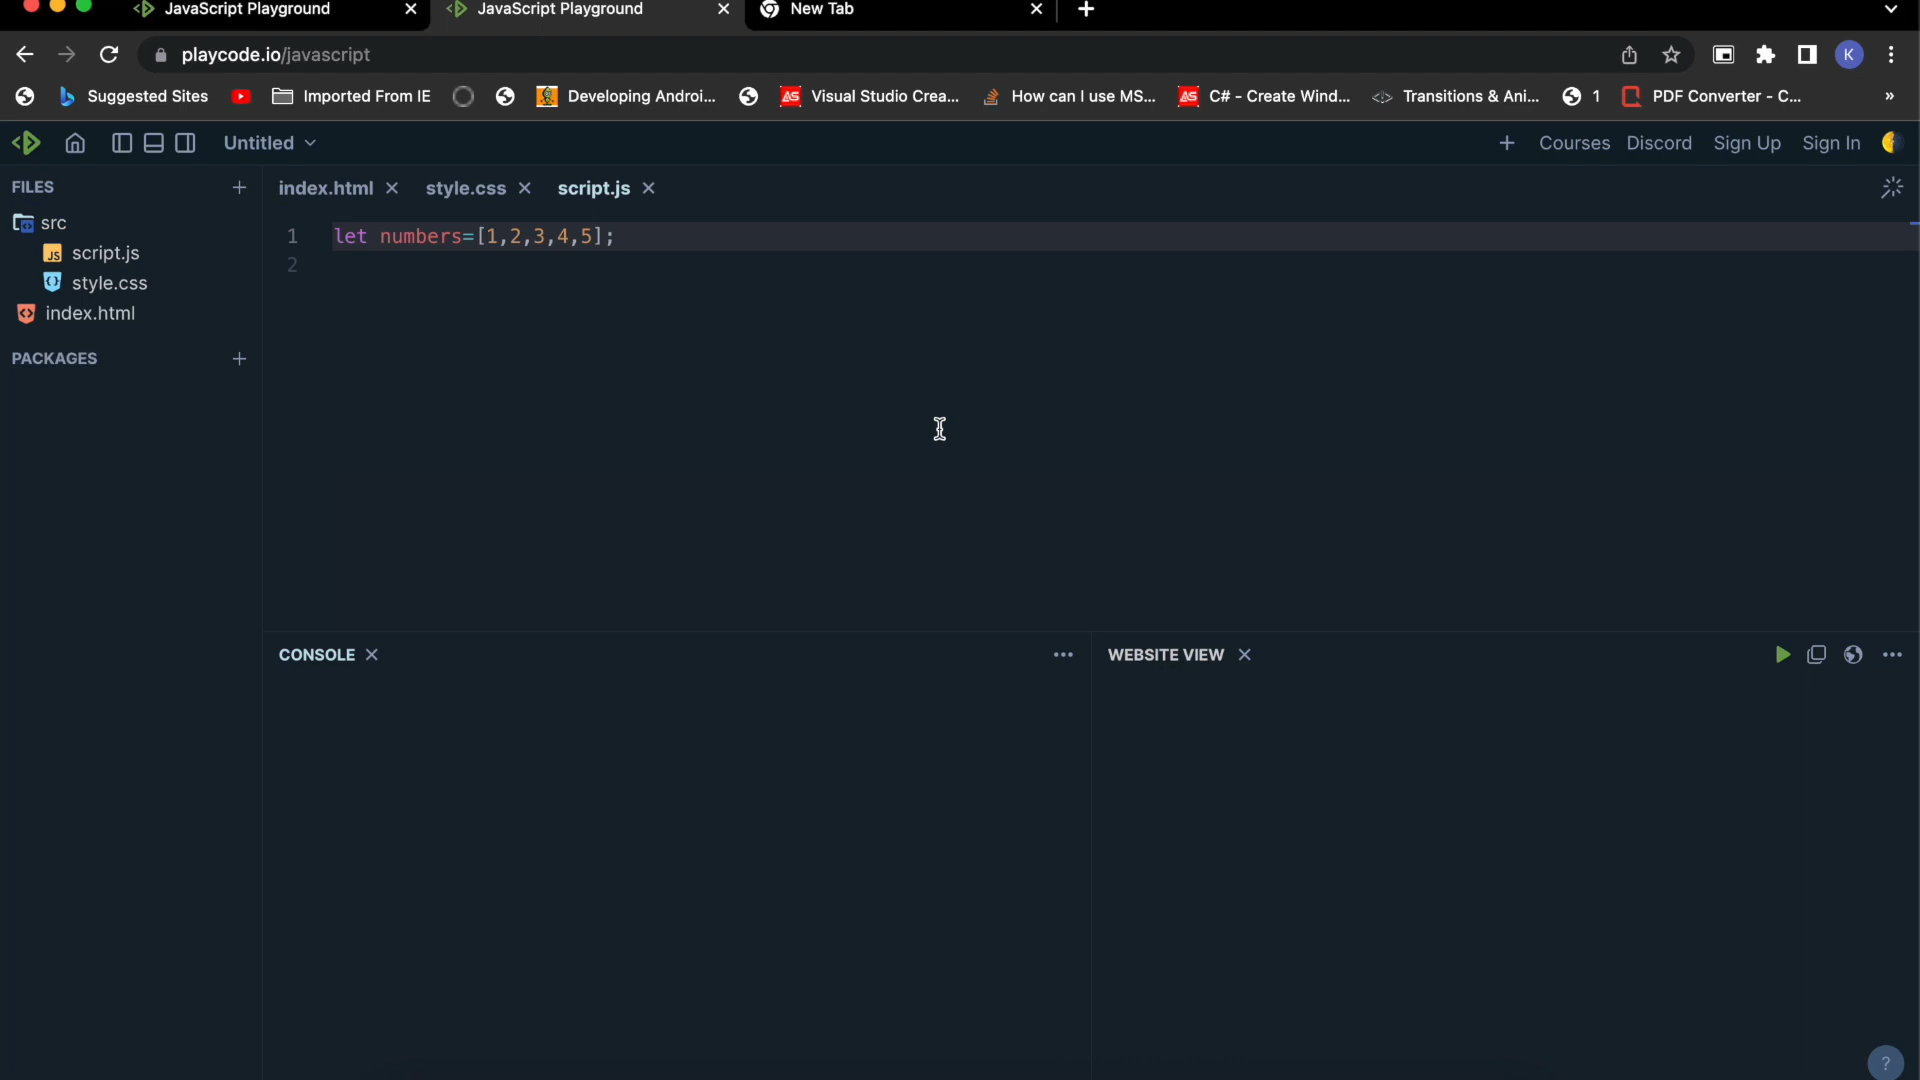 JavaScript Playground
JavaScript Playground
New Tab
playcode.io/javascript
K
Suggested Sites
Imported From IE
Developing Androi...
Visual Studio Crea...
How can I use MS...
C# - Create Wind...
Transitions & Ani...
1
PDF Converter - C...
»
Untitled
+ Courses Discord Sign Up Sign In
FILES +
index.html
style.css
script.js
src
JS script.js
style.css
index.html
PACKAGES +
1 let numbers=[1,2,3,4,5];
2
CONSOLE
WEBSITE VIEW
?